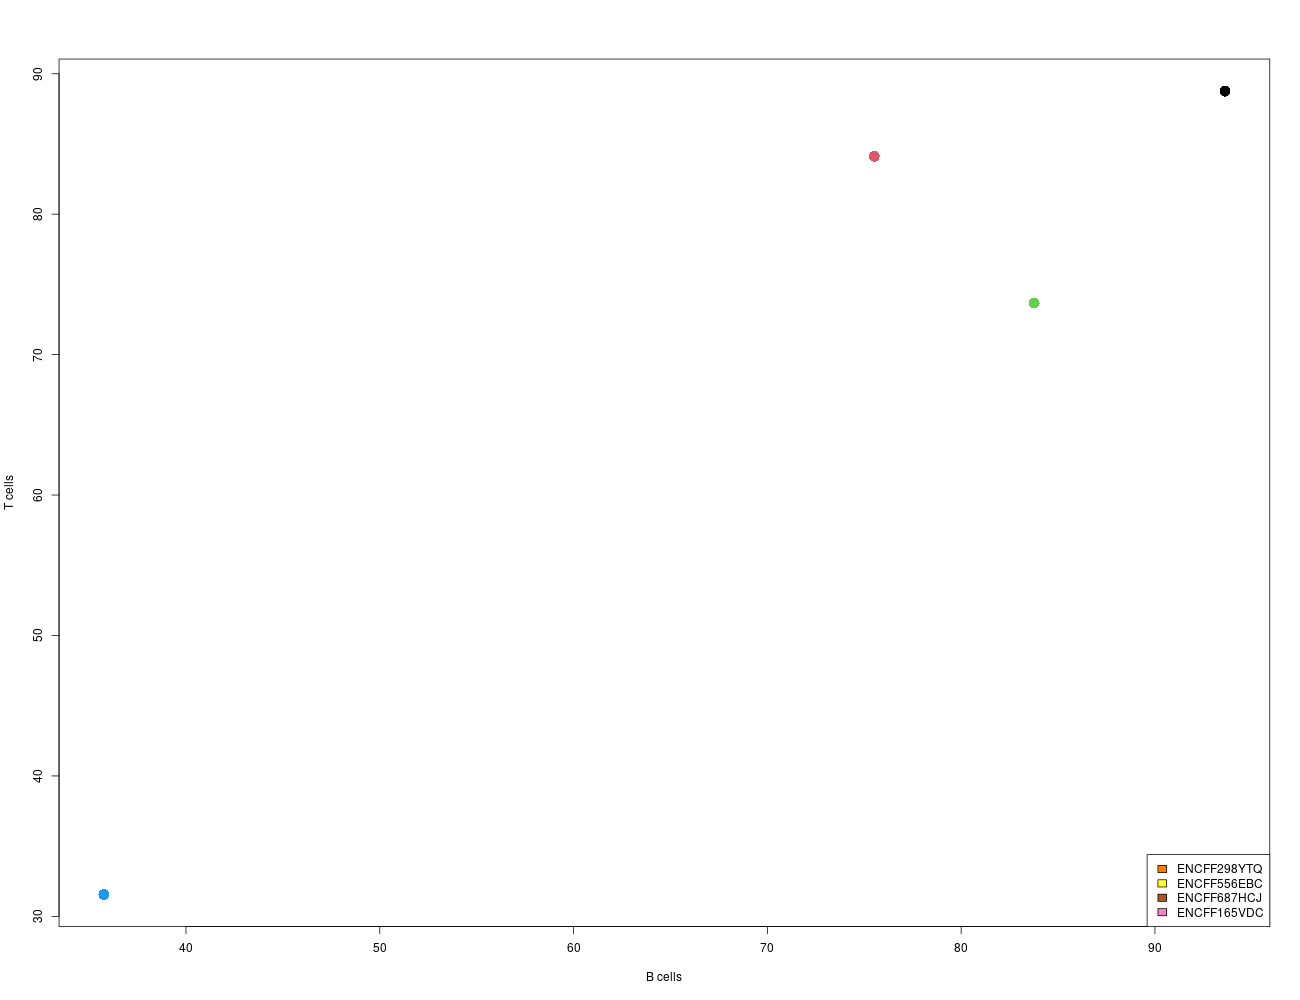 90
80
70
60
50
40
30
T cells
40 50 60 70 80 90
B cells
ENCFF298YTQ
ENCFF556EBC
ENCFF687HCJ
ENCFF165VDC